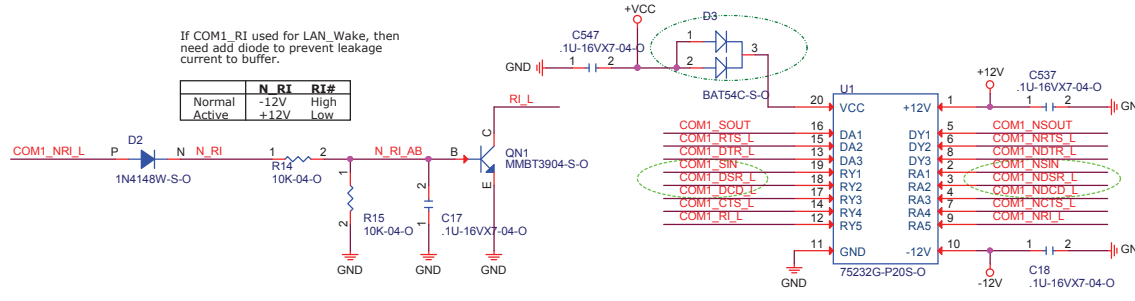 If COM1_RI used for LAN_Wake, then
need add diode to prevent leakage
current to buffer.
N_RI RI#
Normal -12V High
Active +12V Low
COM1_NRI_L
P
D2
N
1N4148W-S-O
N_RI
1
2
R14
10K-04-O
1
2
R15
10K-04-O
GND
N_RI_AB
2
1
C17
.1U-16VX7-04-O
GND
B
C
E
QN1
MMBT3904-S-O
RI_L
GND
+VCC
C547
.1U-16VX7-04-O
GND
1
2
D3
1
2
3
BAT54C-S-O
U1
20 VCC +12V 1
COM1_SOUT 16 DA1 DY1 5 COM1_NSOUT
COM1_RTS_L 15 DA2 DY2 6 COM1_NRTS_L
COM1_DTR_L 13 DA3 DY3 8 COM1_NDTR_L
COM1_SIN 19 RY1 RA1 2 COM1_NSIN
COM1_DSR_L 18 RY2 RA2 3 COM1_NDSR_L
COM1_DCD_L 17 RY3 RA3 4 COM1_NDCD_L
COM1_CTS_L 14 RY4 RA4 7 COM1_NCTS_L
COM1_RI_L 12 RY5 RA5 9 COM1_NRI_L
11 GND -12V 10
75232G-P20S-O
GND
+12V
C537
.1U-16VX7-04-O
1
2
-12V
1
2
C18
.1U-16VX7-04-O